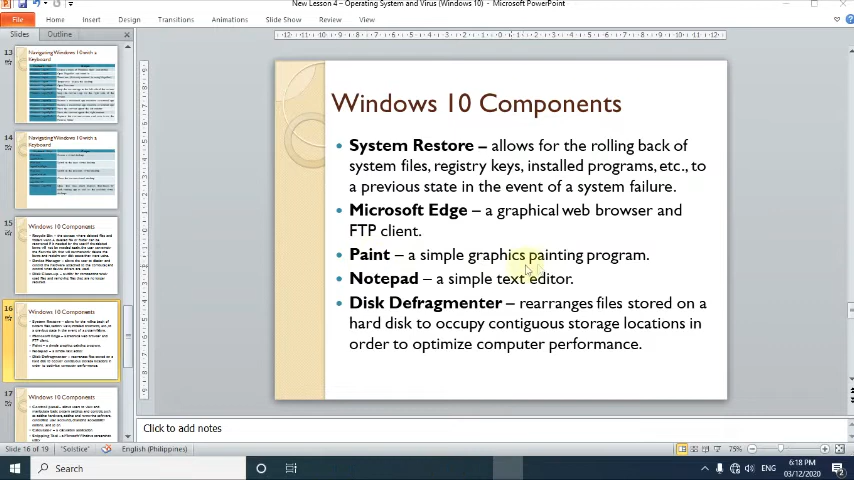 New Lesson 4 – Operating System and Virus (Windows 10) - Microsoft PowerPoint
File Home Insert Design Transitions Animations Slide Show Review View
Slides Outline
13
Navigating Windows 10 with a
Keyboard
14
Navigating Windows 10 with a
Keyboard
15
Windows 10 Components
16
Windows 10 Components
17
Windows 10 Components
Windows 10 Components
System Restore – allows for the rolling back of
system files, registry keys, installed programs, etc., to
a previous state in the event of a system failure.
Microsoft Edge – a graphical web browser and
FTP client.
Paint – a simple graphics painting program.
Notepad – a simple text editor.
Disk Defragmenter – rearranges files stored on a
hard disk to occupy contiguous storage locations in
order to optimize computer performance.
Click to add notes
Slide 16 of 19 "Solstice" English (Philippines) 75%
Search
ENG 6:18 PM
03/12/2020